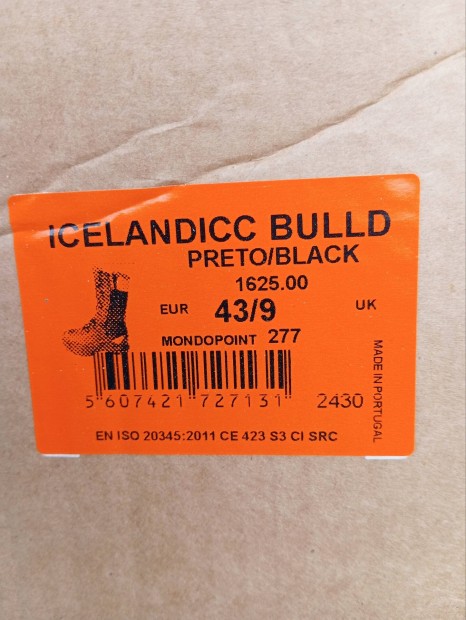 ICELANDICC BULLD
PRETO/BLACK
1625.00
EUR 43/9 UK
MONDOPOINT 277
MADE IN PORTUGAL
5 607421 727131 2430
EN ISO 20345:2011 CE 423 S3 CI SRC